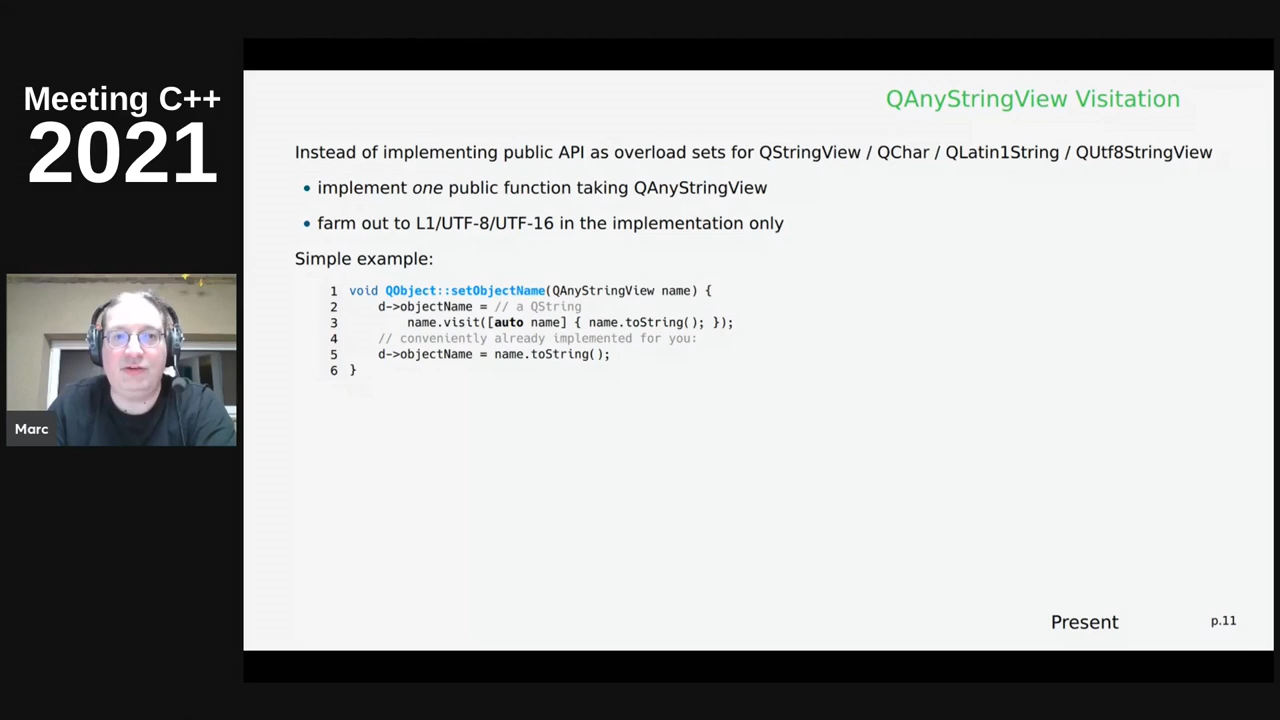 Meeting C++
2021
Marc
QAnyStringView Visitation
Instead of implementing public API as overload sets for QStringView / QChar / QLatin1String / QUtf8StringView
• implement one public function taking QAnyStringView
• farm out to L1/UTF-8/UTF-16 in the implementation only
Simple example:
1 void QObject::setObjectName(QAnyStringView name) {
2     d->objectName = // a QString
3         name.visit([auto name] { name.toString(); });
4     // conveniently already implemented for you:
5     d->objectName = name.toString();
6 }
Present
p.11